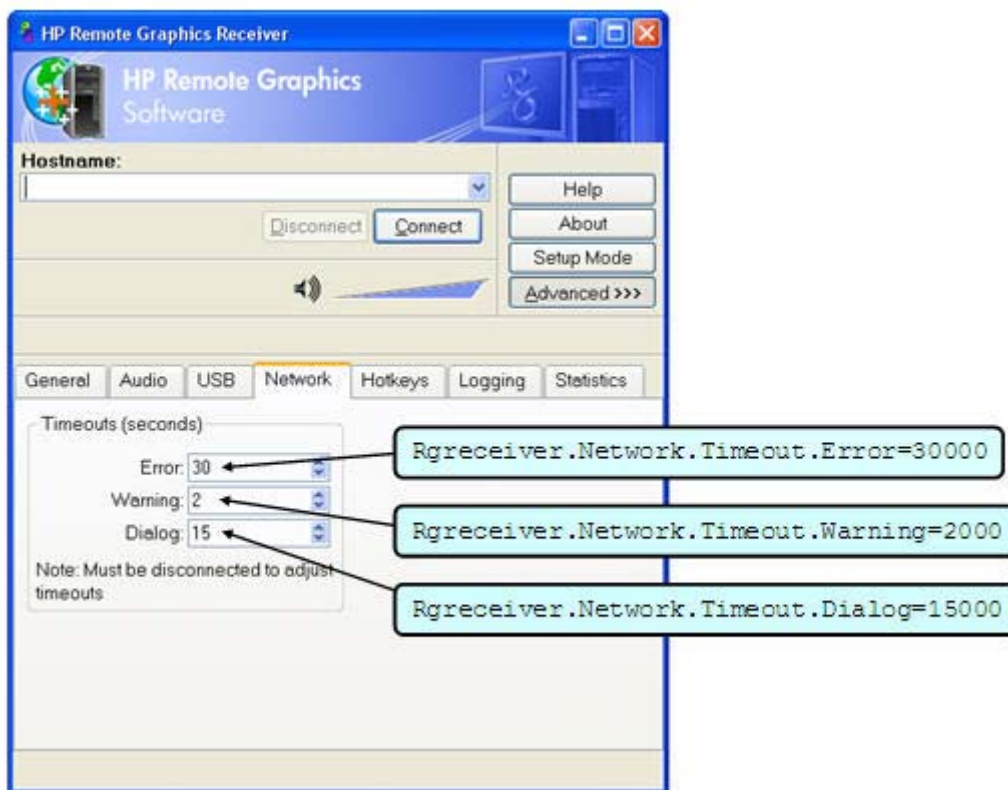 HP Remote Graphics Receiver
HP Remote Graphics
Software
Hostname:
Help
Disconnect
Connect
About
Setup Mode
Advanced >>>
General
Audio
USB
Network
Hotkeys
Logging
Statistics
Timeouts (seconds)
Error: 30
Rgreceiver.Network.Timeout.Error=30000
Warning: 2
Rgreceiver.Network.Timeout.Warning=2000
Dialog: 15
Note: Must be disconnected to adjust
timeouts
Rgreceiver.Network.Timeout.Dialog=15000